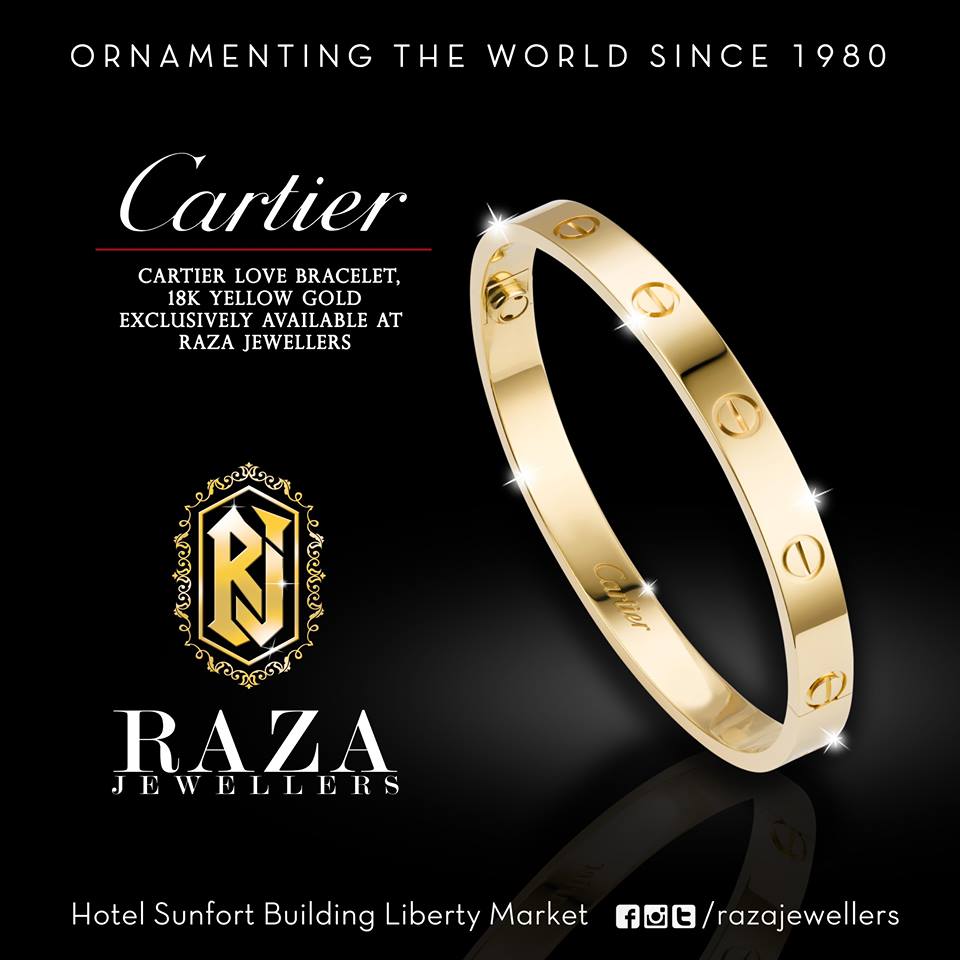 ORNAMENTING THE WORLD SINCE 1980
Cartier
CARTIER LOVE BRACELET,
18K YELLOW GOLD
EXCLUSIVELY AVAILABLE AT
RAZA JEWELLERS
Cartier
RJ
RAZA
JEWELLERS
Hotel Sunfort Building Liberty Market /razajewellers